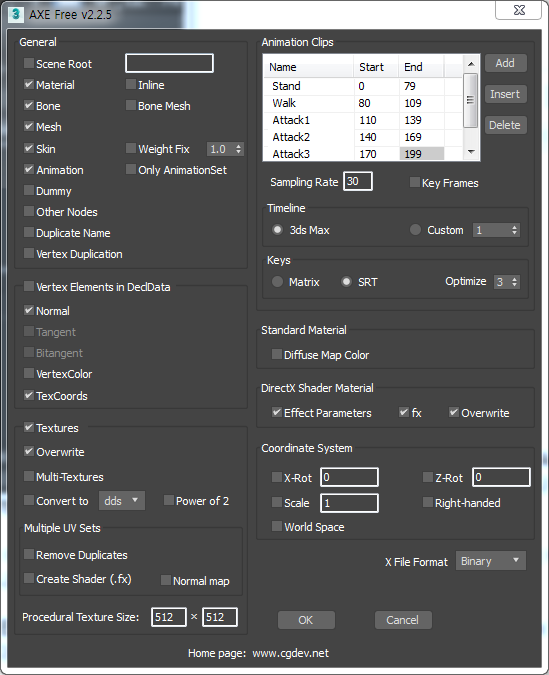 3 AXE Free v2.2.5
General
Scene Root
Material Inline
Bone Bone Mesh
Mesh
Skin Weight Fix 1.0
Animation Only AnimationSet
Dummy
Other Nodes
Duplicate Name
Vertex Duplication
Vertex Elements in DeclData
Normal
Tangent
Bitangent
VertexColor
TexCoords
Textures
Overwrite
Multi-Textures
Convert to dds Power of 2
Multiple UV Sets
Remove Duplicates
Create Shader (.fx) Normal map
Procedural Texture Size: 512 × 512
Animation Clips
Name Start End
Stand 0 79
Walk 80 109
Attack1 110 139
Attack2 140 169
Attack3 170 199
Add
Insert
Delete
Sampling Rate 30 Key Frames
Timeline
3ds Max Custom 1
Keys
Matrix SRT Optimize 3
Standard Material
Diffuse Map Color
DirectX Shader Material
Effect Parameters fx Overwrite
Coordinate System
X-Rot 0 Z-Rot 0
Scale 1 Right-handed
World Space
X File Format Binary
OK Cancel
Home page: www.cgdev.net